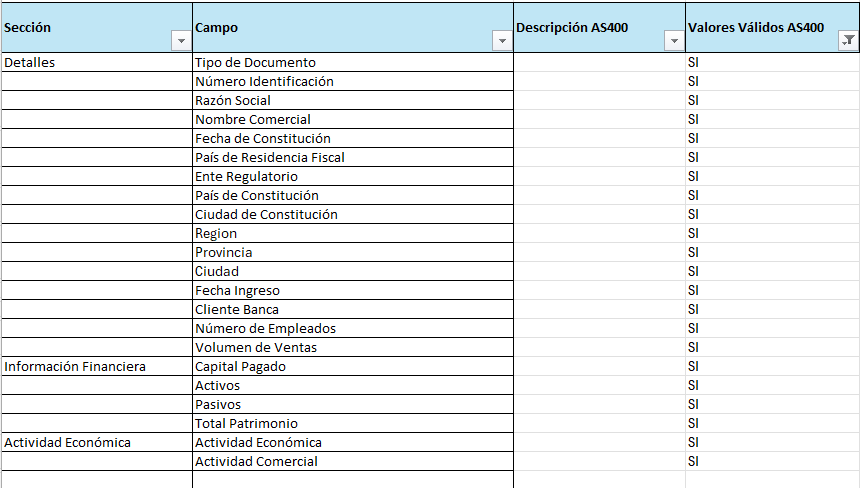 Sección Campo Descripción AS400 Valores Válidos AS400
Detalles Tipo de Documento SI
Número Identificación SI
Razón Social SI
Nombre Comercial SI
Fecha de Constitución SI
País de Residencia Fiscal SI
Ente Regulatorio SI
País de Constitución SI
Ciudad de Constitución SI
Region SI
Provincia SI
Ciudad SI
Fecha Ingreso SI
Cliente Banca SI
Número de Empleados SI
Volumen de Ventas SI
Información Financiera Capital Pagado SI
Activos SI
Pasivos SI
Total Patrimonio SI
Actividad Económica Actividad Económica SI
Actividad Comercial SI